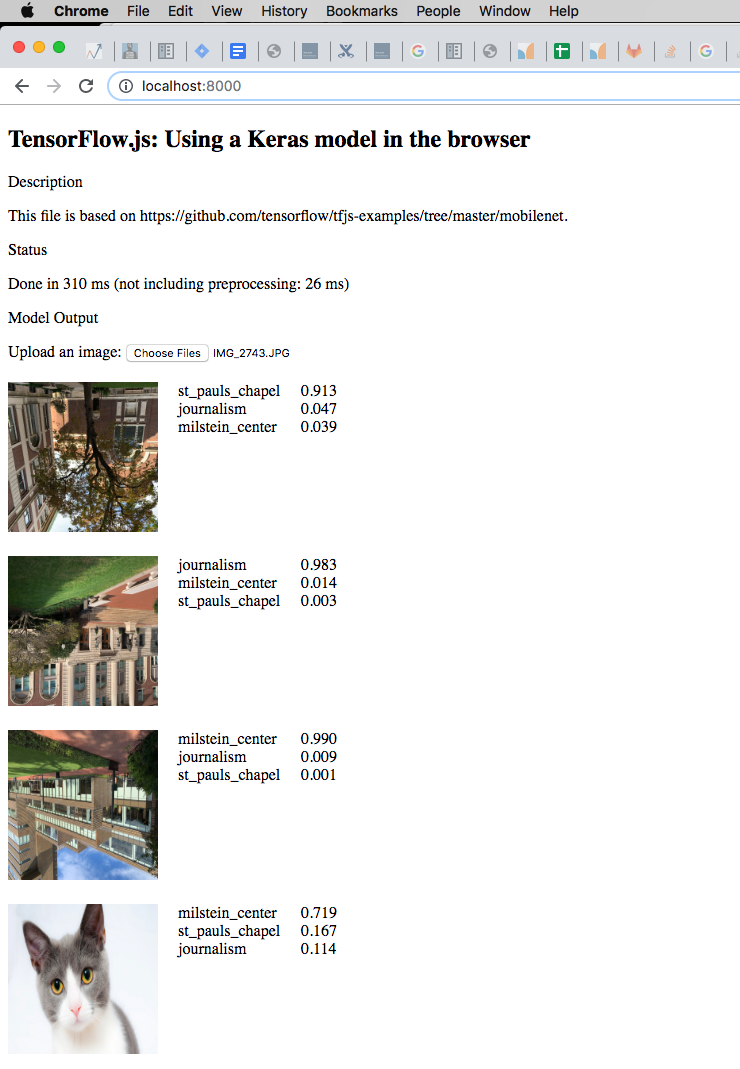 Chrome File Edit View History Bookmarks People Window Help
localhost:8000
TensorFlow.js: Using a Keras model in the browser
Description
This file is based on https://github.com/tensorflow/tfjs-examples/tree/master/mobilenet.
Status
Done in 310 ms (not including preprocessing: 26 ms)
Model Output
Upload an image: Choose Files IMG_2743.JPG
st_pauls_chapel 0.913
journalism 0.047
milstein_center 0.039
journalism 0.983
milstein_center 0.014
st_pauls_chapel 0.003
milstein_center 0.990
journalism 0.009
st_pauls_chapel 0.001
milstein_center 0.719
st_pauls_chapel 0.167
journalism 0.114